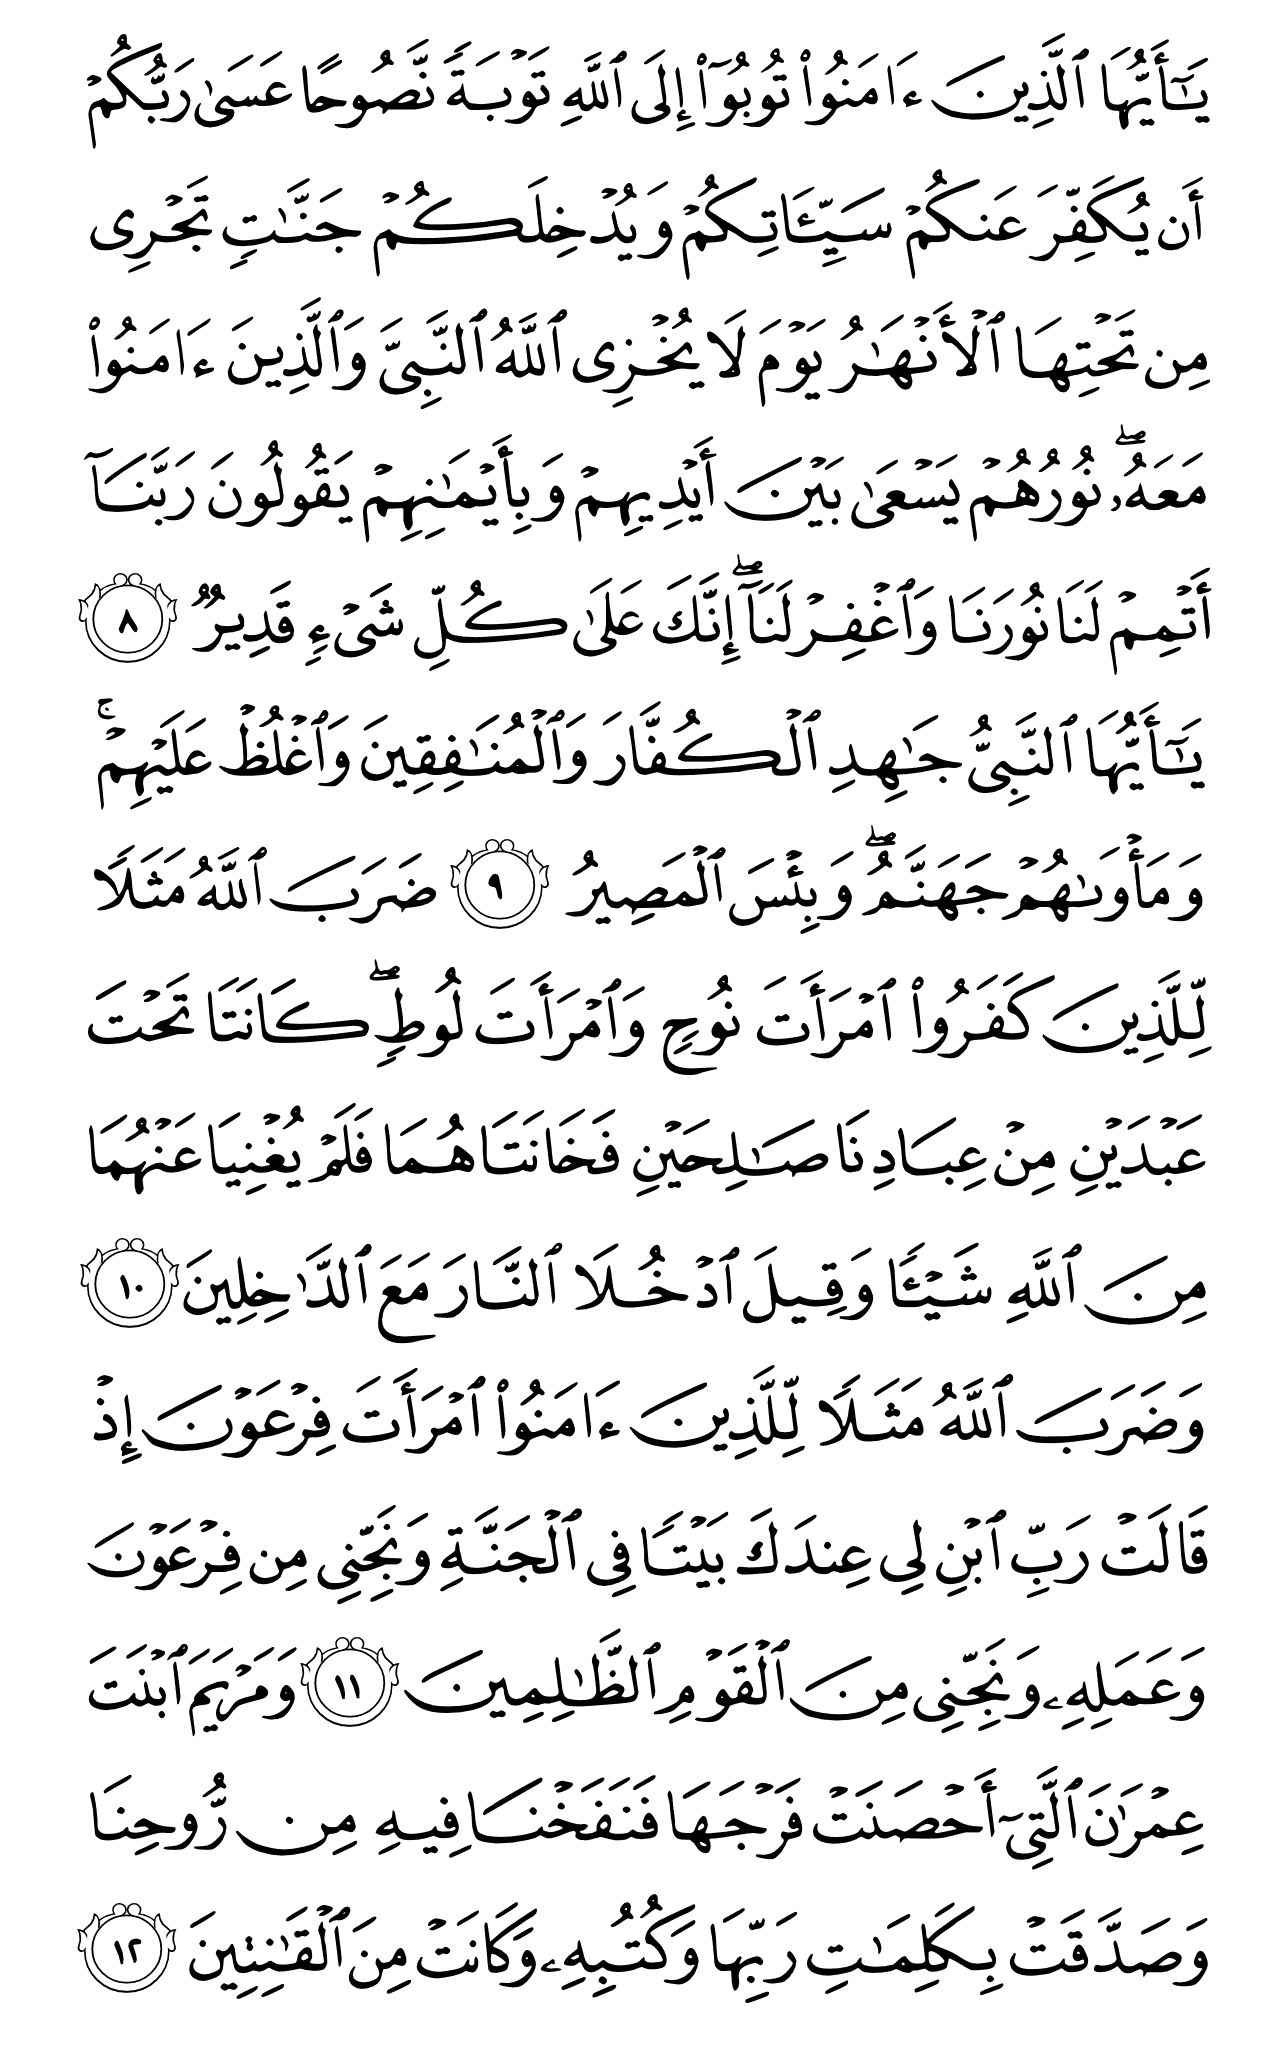 يَٰٓأَيُّهَا ٱلَّذِينَ ءَامَنُوا۟ تُوبُوٓا۟ إِلَى ٱللَّهِ تَوْبَةً نَّصُوحًا عَسَىٰ رَبُّكُمْ
أَن يُكَفِّرَ عَنكُمْ سَيِّـَٔاتِكُمْ وَيُدْخِلَكُمْ جَنَّٰتٍ تَجْرِى
مِن تَحْتِهَا ٱلْأَنْهَٰرُ يَوْمَ لَا يُخْزِى ٱللَّهُ ٱلنَّبِىَّ وَٱلَّذِينَ ءَامَنُوا۟
مَعَهُۥۖ نُورُهُمْ يَسْعَىٰ بَيْنَ أَيْدِيهِمْ وَبِأَيْمَٰنِهِمْ يَقُولُونَ رَبَّنَآ
أَتْمِمْ لَنَا نُورَنَا وَٱغْفِرْ لَنَآۖ إِنَّكَ عَلَىٰ كُلِّ شَىْءٍ قَدِيرٌ ٨
يَٰٓأَيُّهَا ٱلنَّبِىُّ جَٰهِدِ ٱلْكُفَّارَ وَٱلْمُنَٰفِقِينَ وَٱغْلُظْ عَلَيْهِمْۚ
وَمَأْوَىٰهُمْ جَهَنَّمُۖ وَبِئْسَ ٱلْمَصِيرُ ٩ ضَرَبَ ٱللَّهُ مَثَلًا
لِّلَّذِينَ كَفَرُوا۟ ٱمْرَأَتَ نُوحٍ وَٱمْرَأَتَ لُوطٍۖ كَانَتَا تَحْتَ
عَبْدَيْنِ مِنْ عِبَادِنَا صَٰلِحَيْنِ فَخَانَتَاهُمَا فَلَمْ يُغْنِيَا عَنْهُمَا
مِنَ ٱللَّهِ شَيْـًٔا وَقِيلَ ٱدْخُلَا ٱلنَّارَ مَعَ ٱلدَّٰخِلِينَ ١٠
وَضَرَبَ ٱللَّهُ مَثَلًا لِّلَّذِينَ ءَامَنُوا۟ ٱمْرَأَتَ فِرْعَوْنَ إِذْ
قَالَتْ رَبِّ ٱبْنِ لِى عِندَكَ بَيْتًا فِى ٱلْجَنَّةِ وَنَجِّنِى مِن فِرْعَوْنَ
وَعَمَلِهِۦ وَنَجِّنِى مِنَ ٱلْقَوْمِ ٱلظَّٰلِمِينَ ١١ وَمَرْيَمَ ٱبْنَتَ
عِمْرَٰنَ ٱلَّتِىٓ أَحْصَنَتْ فَرْجَهَا فَنَفَخْنَا فِيهِ مِن رُّوحِنَا
وَصَدَّقَتْ بِكَلِمَٰتِ رَبِّهَا وَكُتُبِهِۦ وَكَانَتْ مِنَ ٱلْقَٰنِتِينَ ١٢